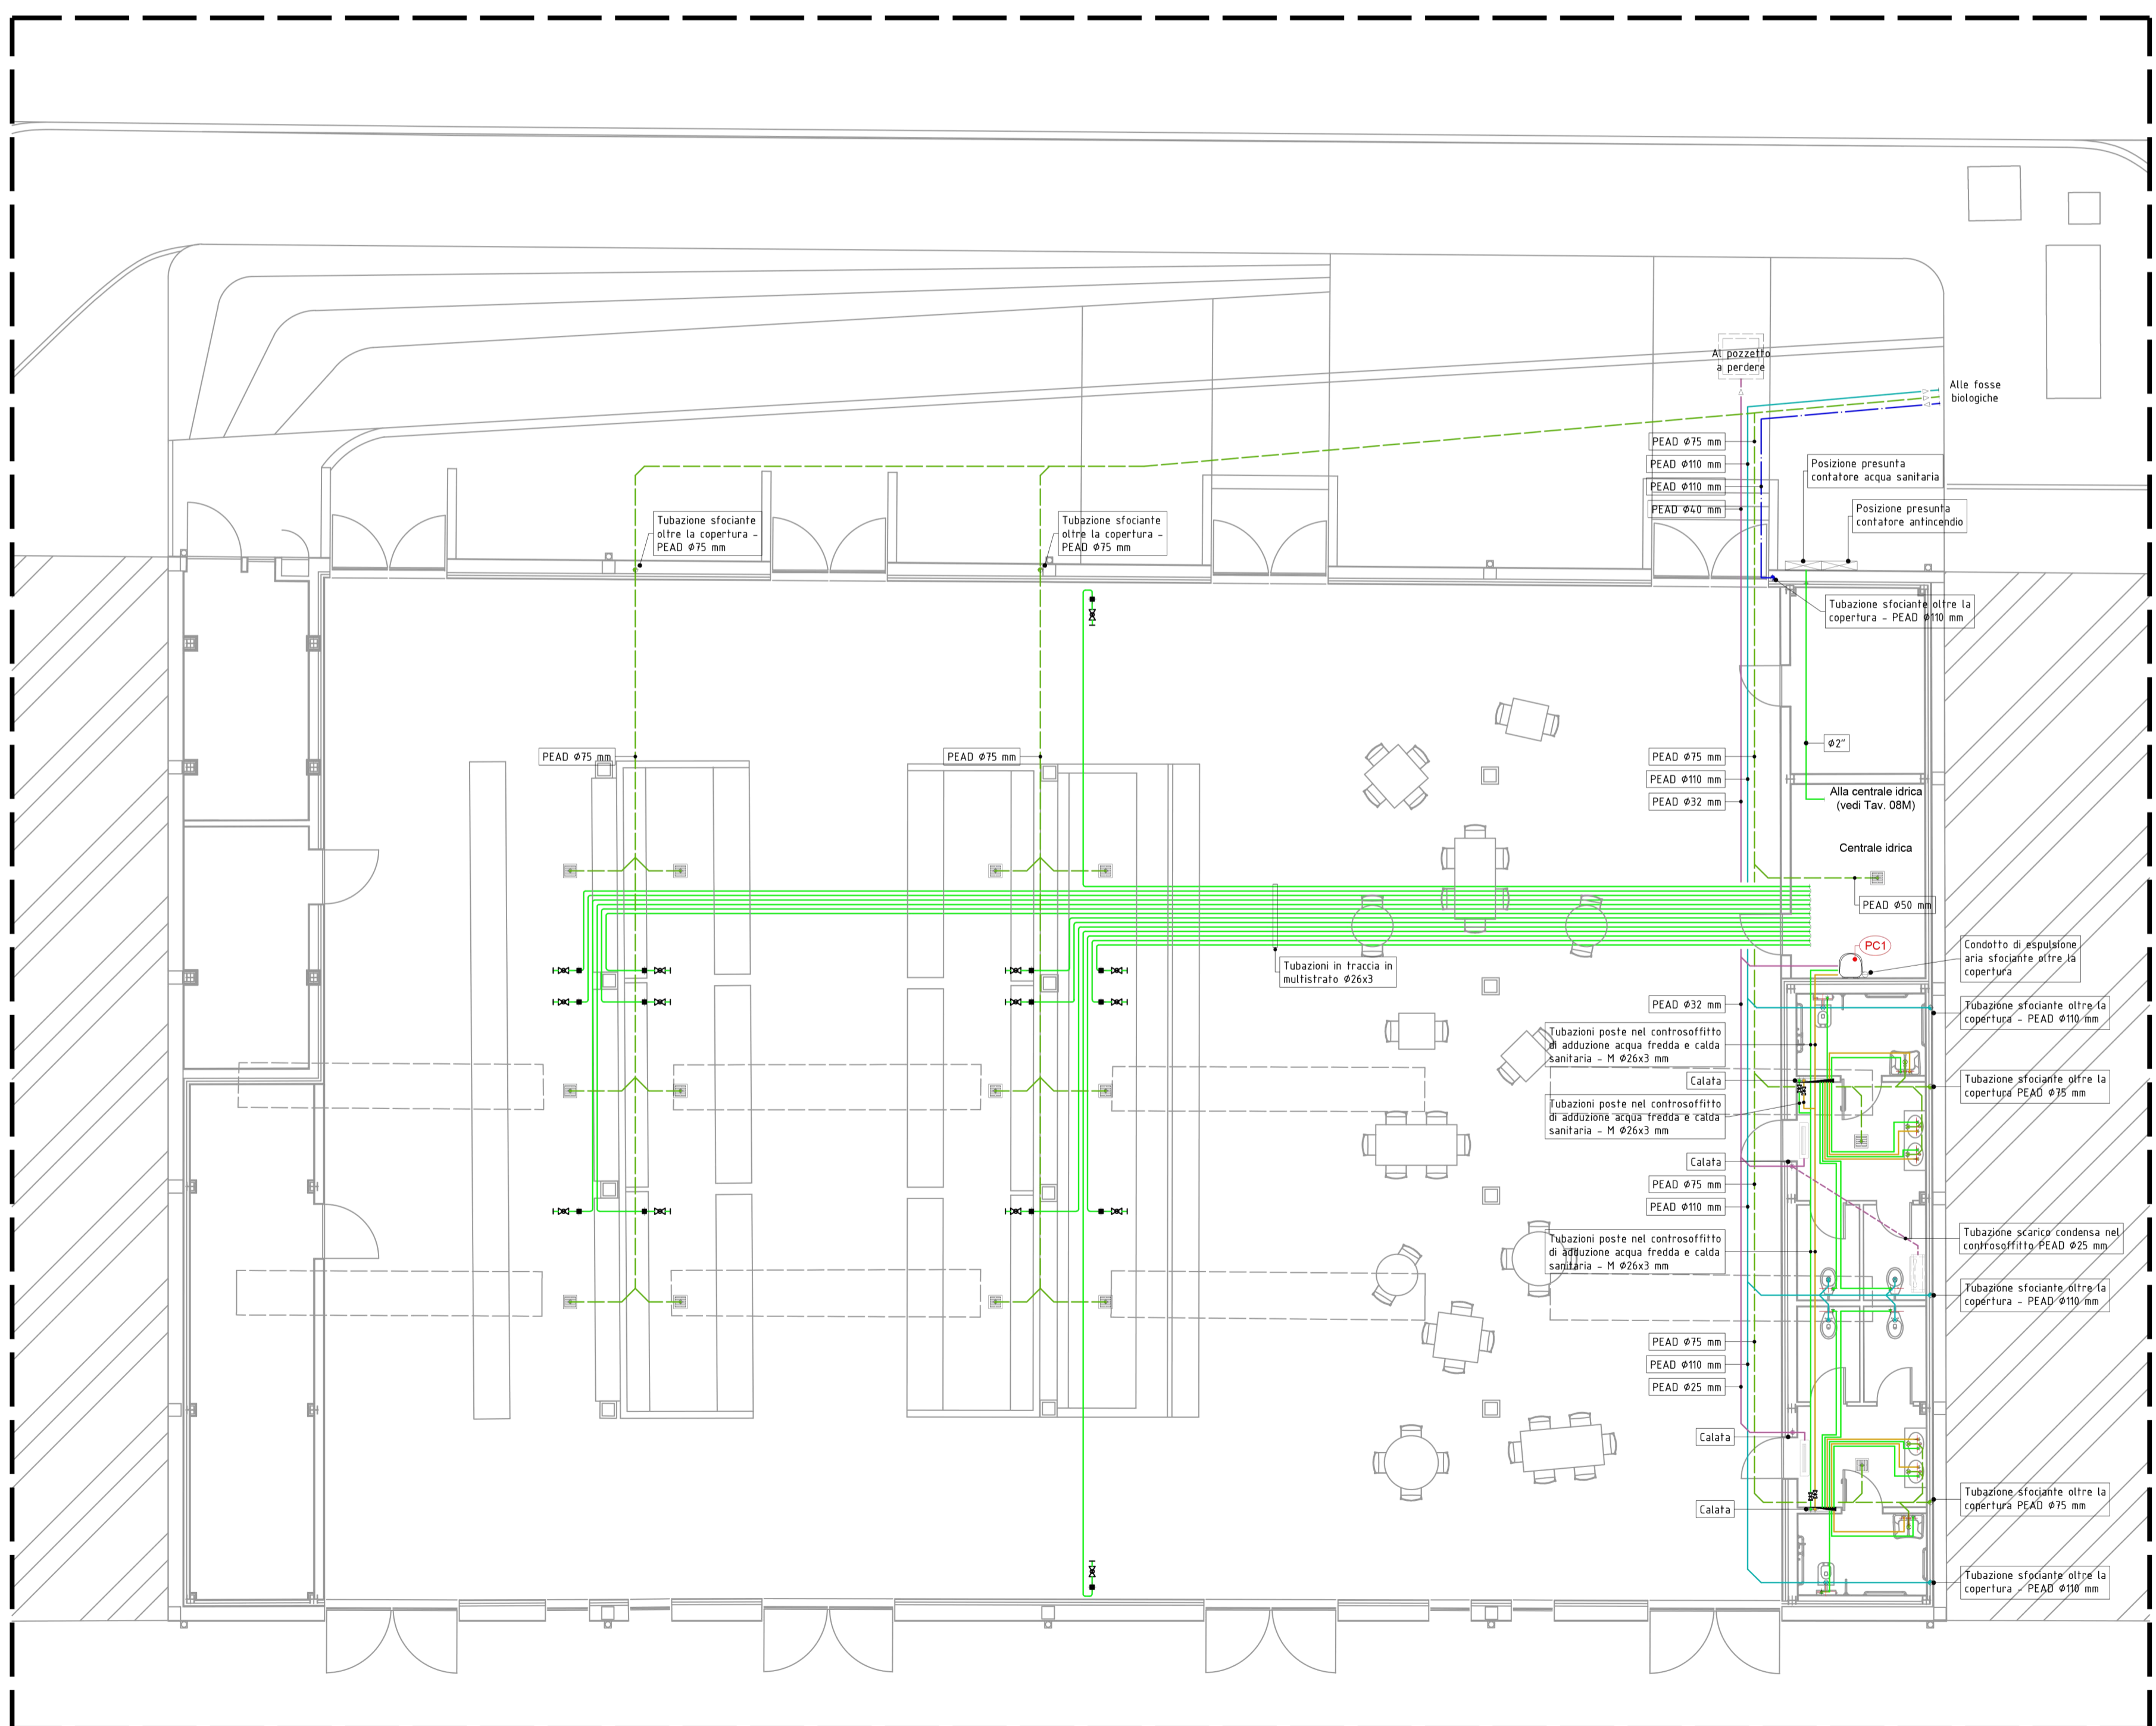 Al pozzetto
a perdere
Alle fosse
biologiche
PEAD Ø75 mm
PEAD Ø110 mm
PEAD Ø110 mm
PEAD Ø40 mm
Posizione presunta
contatore acqua sanitaria
Posizione presunta
contatore antincendio
Tubazione sfociante
oltre la copertura -
PEAD Ø75 mm
Tubazione sfociante
oltre la copertura -
PEAD Ø75 mm
Tubazione sfociante oltre la
copertura - PEAD Ø110 mm
PEAD Ø75 mm
PEAD Ø75 mm
PEAD Ø75 mm
PEAD Ø110 mm
PEAD Ø32 mm
Ø2"
Alla centrale idrica
(vedi Tav. 08M)
Centrale idrica
PEAD Ø50 mm
PC1
Condotto di espulsione
aria sfociante oltre la
copertura
Tubazioni in traccia in
multistrato Ø26x3
PEAD Ø32 mm
Tubazione sfociante oltre la
copertura - PEAD Ø110 mm
Tubazioni poste nel controsoffitto
di adduzione acqua fredda e calda
sanitaria - M Ø26x3 mm
Calata
Tubazione sfociante oltre la
copertura PEAD Ø75 mm
Tubazioni poste nel controsoffitto
di adduzione acqua fredda e calda
sanitaria - M Ø26x3 mm
Calata
PEAD Ø75 mm
PEAD Ø110 mm
Tubazioni poste nel controsoffitto
di adduzione acqua fredda e calda
sanitaria - M Ø26x3 mm
Tubazione scarico condensa nel
controsoffitto PEAD Ø25 mm
Tubazione sfociante oltre la
copertura - PEAD Ø110 mm
PEAD Ø75 mm
PEAD Ø110 mm
PEAD Ø25 mm
Calata
Calata
Tubazione sfociante oltre la
copertura PEAD Ø75 mm
Tubazione sfociante oltre la
copertura - PEAD Ø110 mm